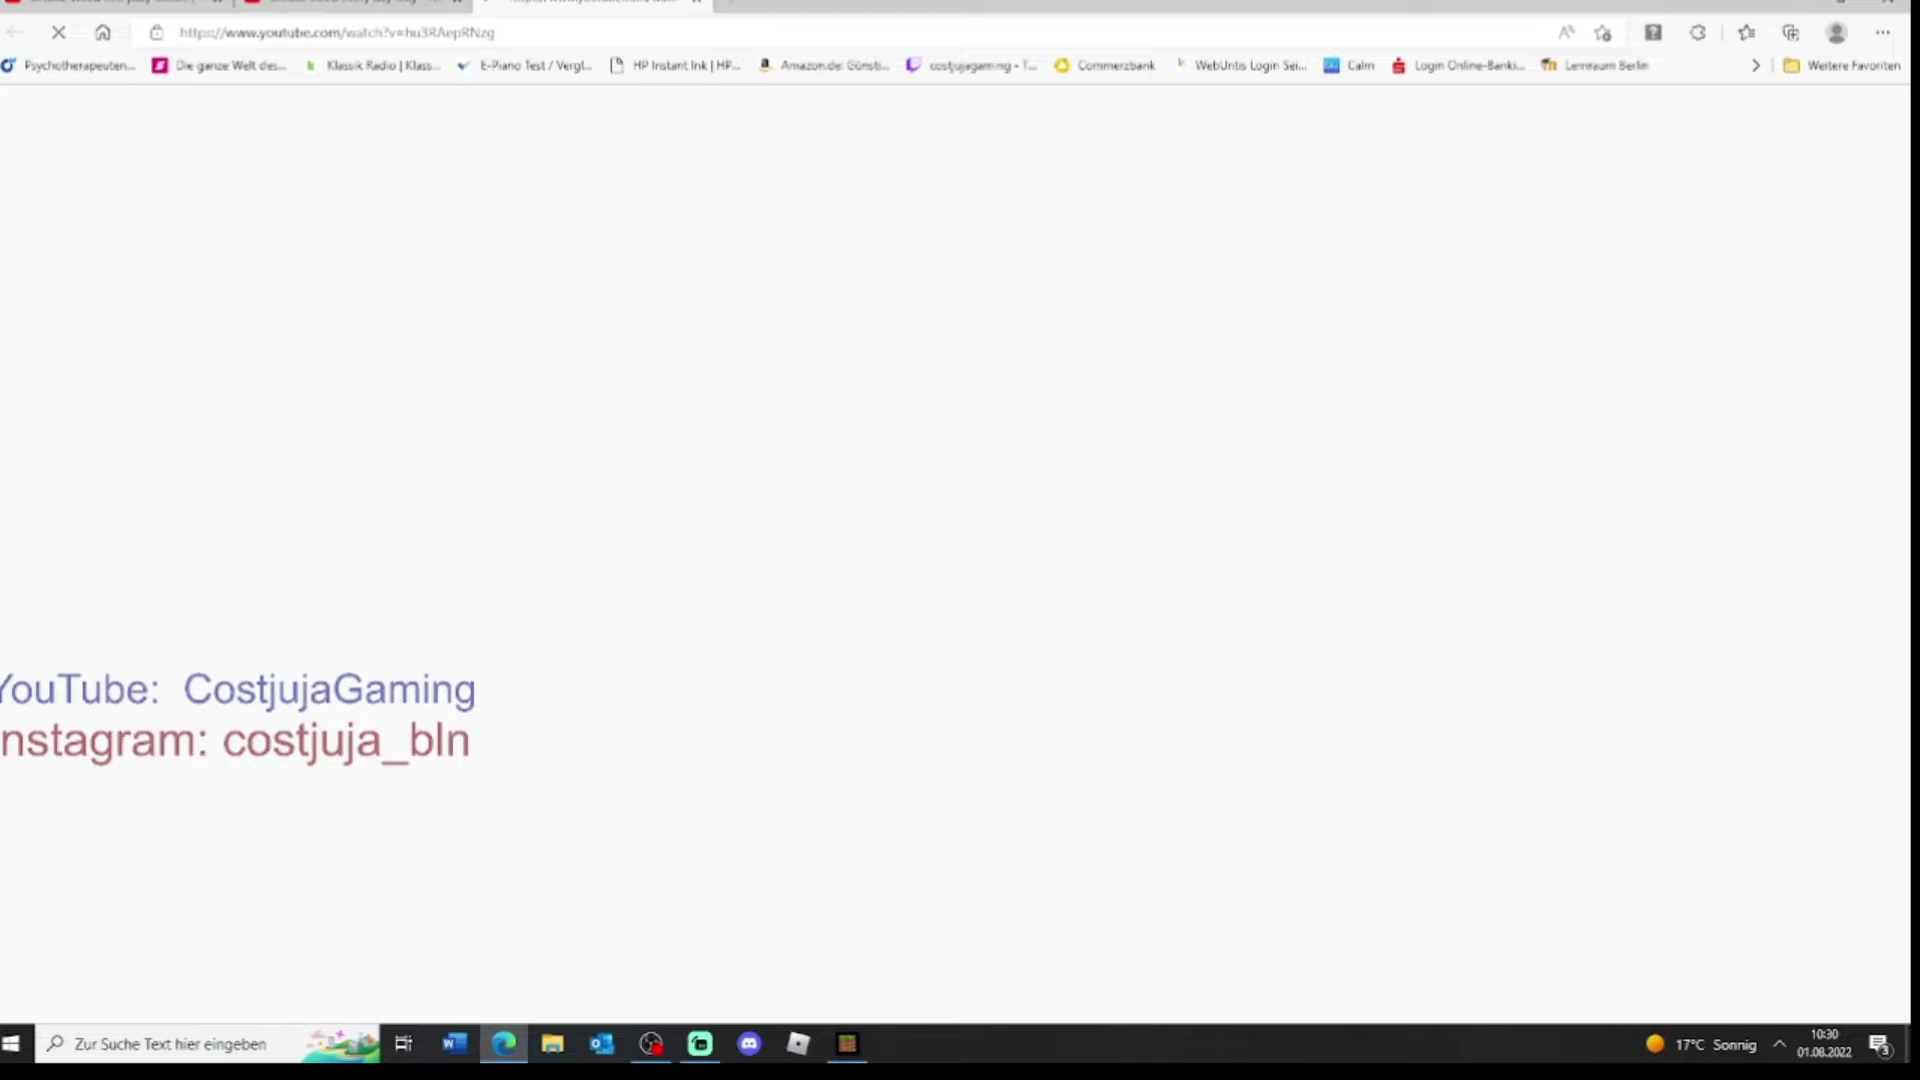 https://www.youtube.com/watch?v=hu3RAepRNzg
Psychotherapeuten... Die ganze Welt des... Klassik Radio | Klass... E-Piano Test / Vergl... HP Instant Ink | HP... Amazon.de: Günsti... costjujagaming - T... Commerzbank WebUntis Login Sei... Calm Login Online-Banki... Lernraum Berlin Weitere Favoriten
YouTube: CostjujaGaming
nstagram: costjuja_bln
Zur Suche Text hier eingeben 17°C Sonnig 10:30
01.08.2022 3